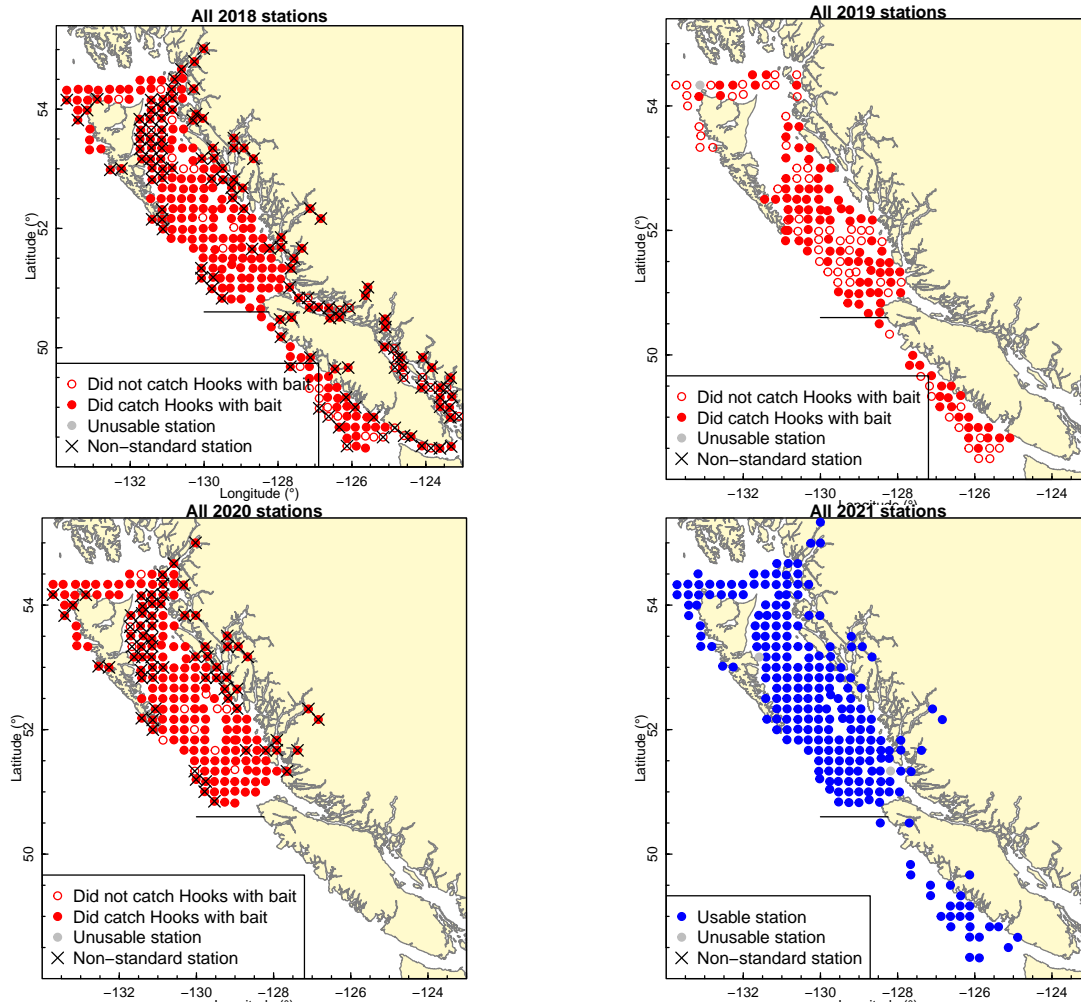 All 2018 stations
Latitude (°)
54
52
50
Did not catch Hooks with bait
Did catch Hooks with bait
Unusable station
Non−standard station
−132
−130
−128
−126
−124
Longitude (°)
All 2019 stations
Latitude (°)
54
52
50
Did not catch Hooks with bait
Did catch Hooks with bait
Unusable station
Non−standard station
−132
−130
−128
−126
−124
Longitude (°)
All 2020 stations
Latitude (°)
54
52
50
Did not catch Hooks with bait
Did catch Hooks with bait
Unusable station
Non−standard station
−132
−130
−128
−126
−124
Longitude (°)
All 2021 stations
Latitude (°)
54
52
50
Usable station
Unusable station
Non−standard station
−132
−130
−128
−126
−124
Longitude (°)